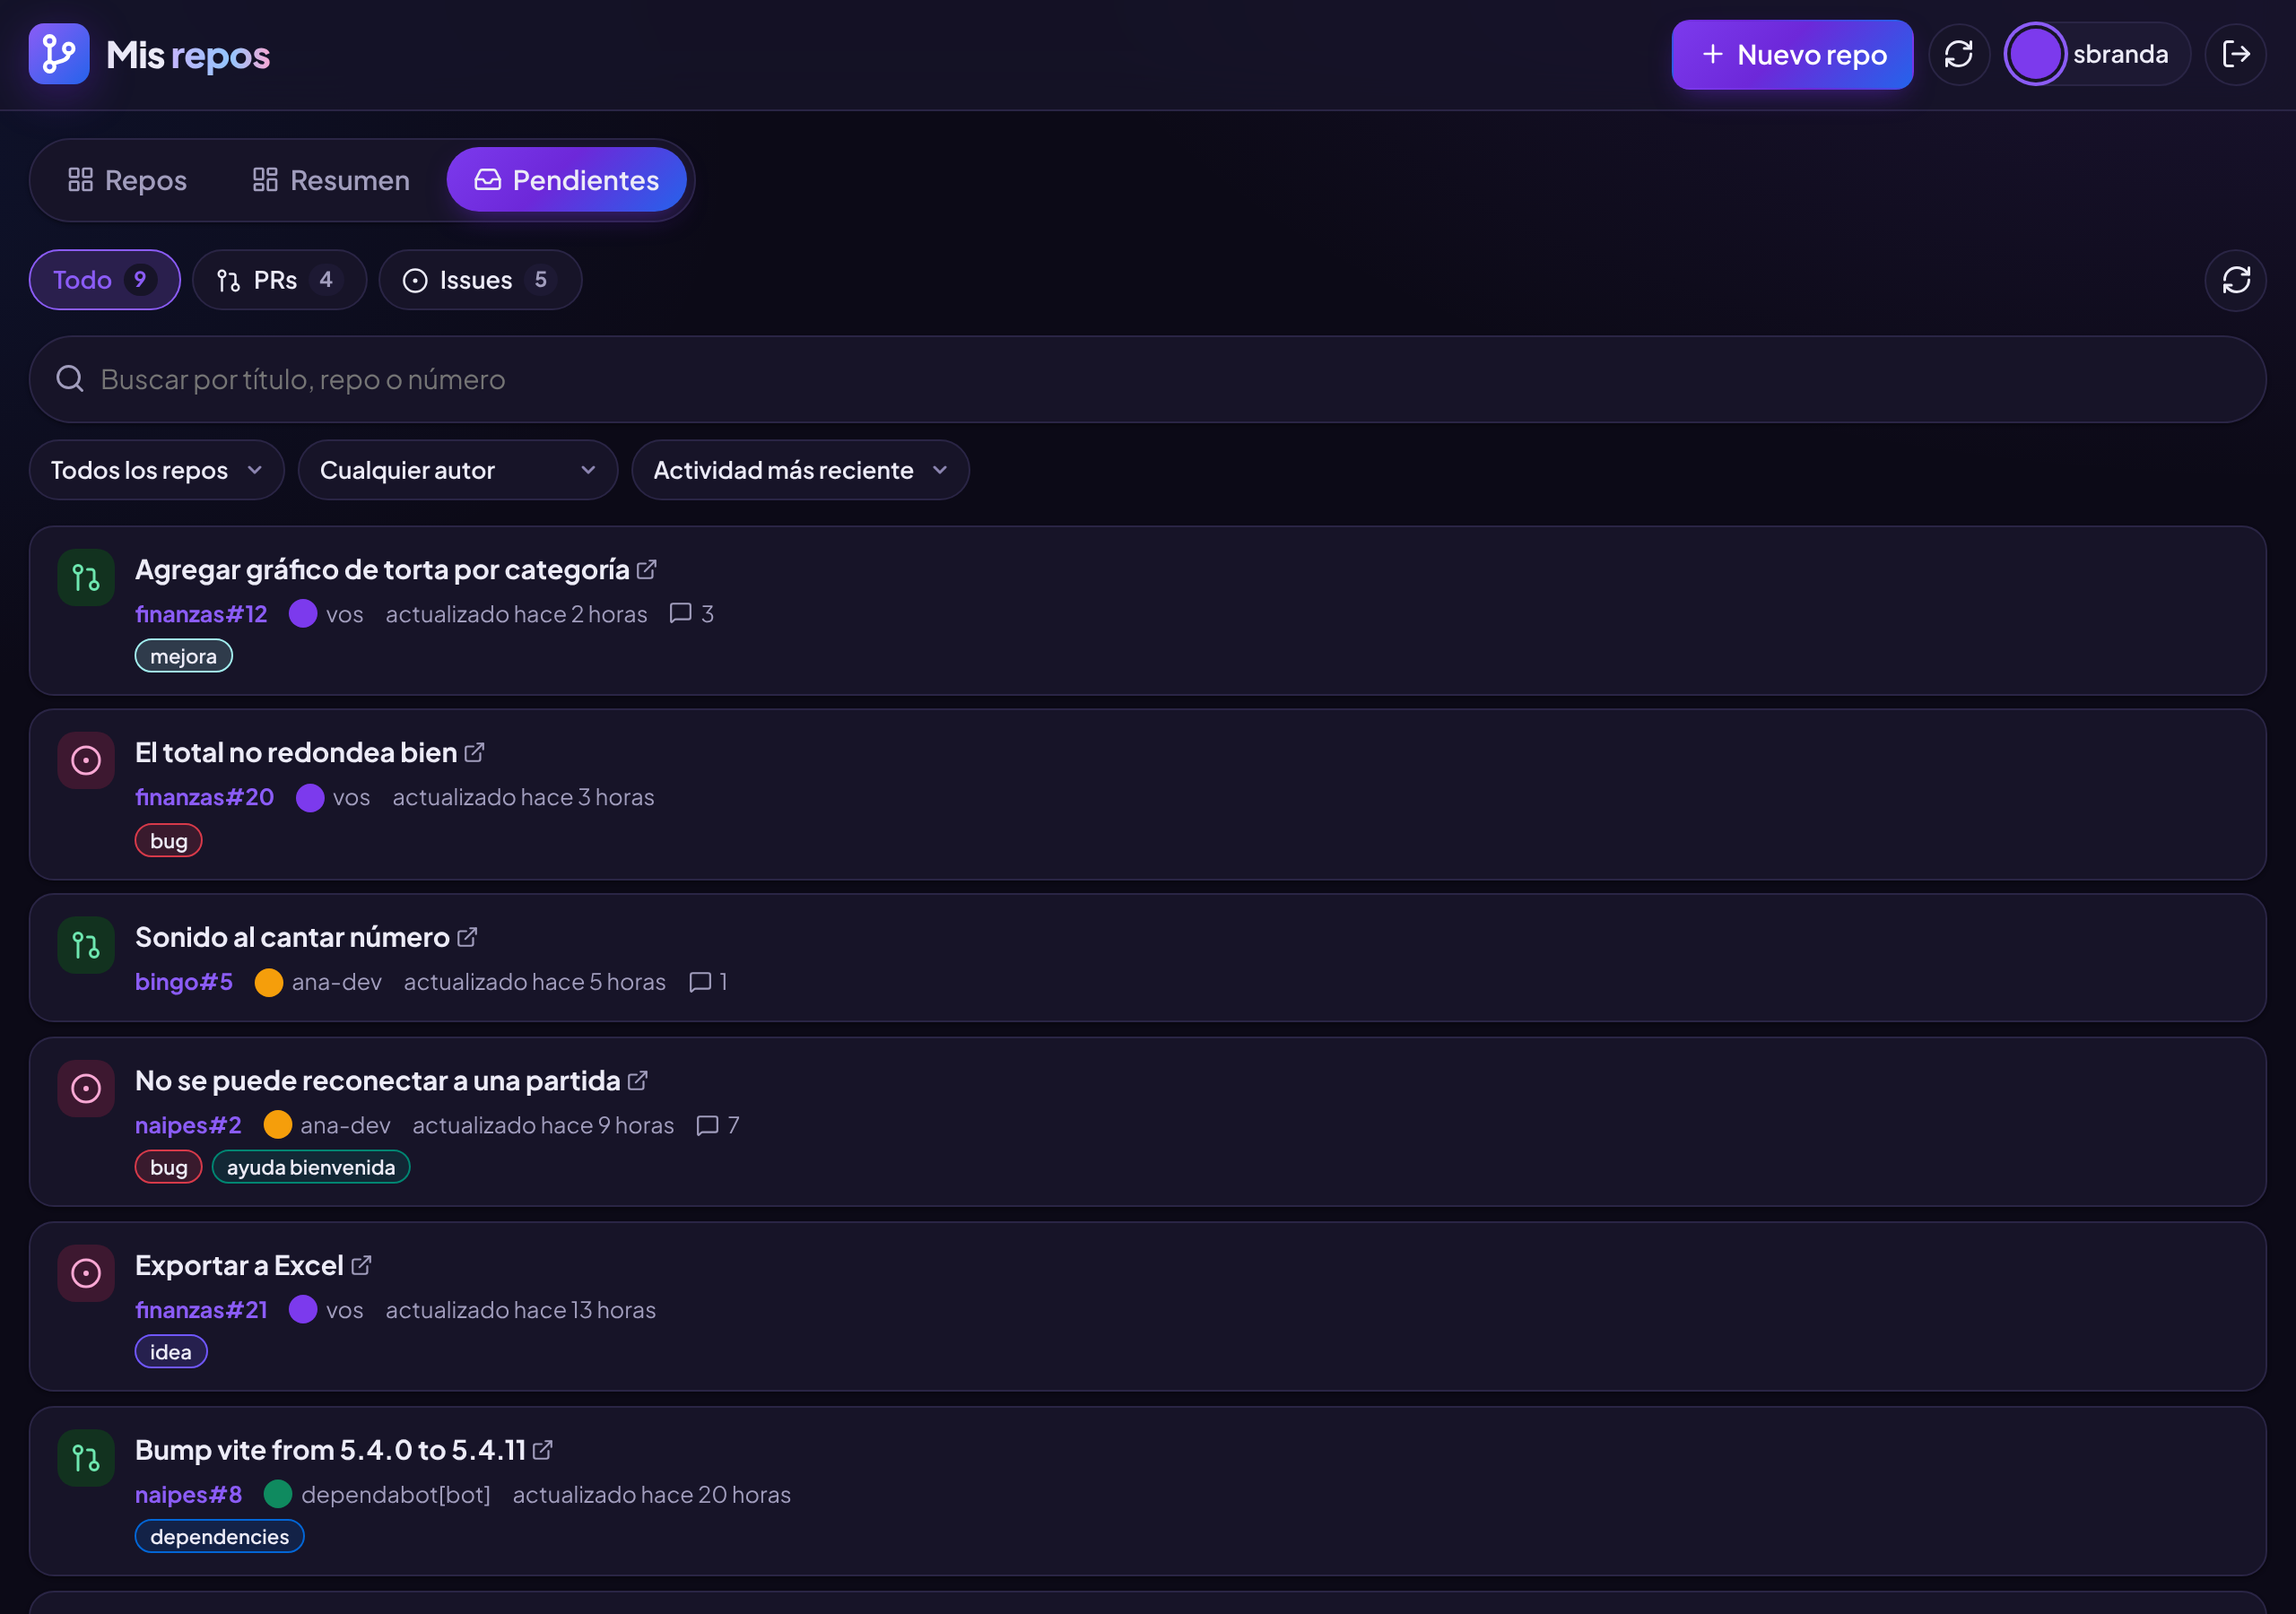 Mis repos
+ Nuevo repo
sbranda
Repos
Resumen
Pendientes
Todo 9
PRs 4
Issues 5
Buscar por título, repo o número
Todos los repos
Cualquier autor
Actividad más reciente
Agregar gráfico de torta por categoría
finanzas#12 vos actualizado hace 2 horas 3
mejora
El total no redondea bien
finanzas#20 vos actualizado hace 3 horas
bug
Sonido al cantar número
bingo#5 ana-dev actualizado hace 5 horas 1
No se puede reconectar a una partida
naipes#2 ana-dev actualizado hace 9 horas 7
bug ayuda bienvenida
Exportar a Excel
finanzas#21 vos actualizado hace 13 horas
idea
Bump vite from 5.4.0 to 5.4.11
naipes#8 dependabot[bot] actualizado hace 20 horas
dependencies